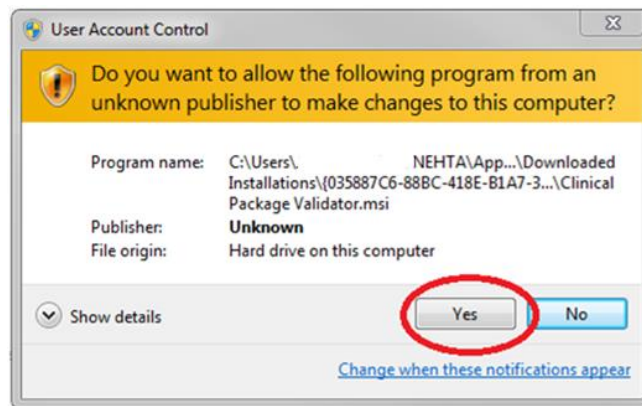 User Account Control
Do you want to allow the following program from an
unknown publisher to make changes to this computer?
Program name: C:\Users\. NEHTA\App...\Downloaded
Installations\{035887C6-88BC-418E-B1A7-3...\Clinical
Package Validator.msi
Publisher: Unknown
File origin: Hard drive on this computer
Show details Yes No
Change when these notifications appear